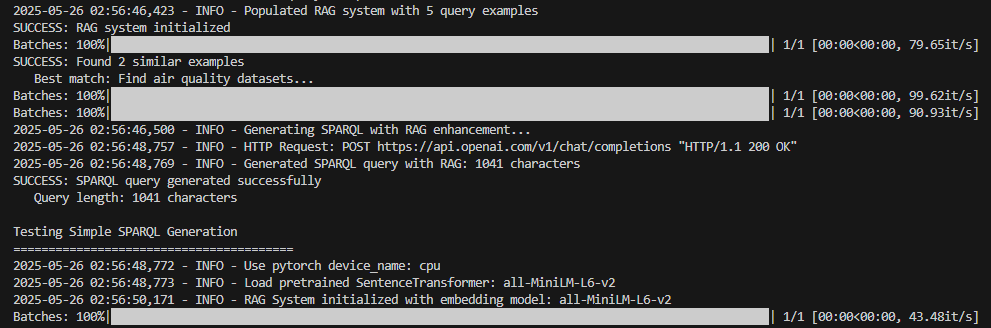 2025-05-26 02:56:46,423 - INFO - Populated RAG system with 5 query examples
SUCCESS: RAG system initialized
Batches: 100%| | 1/1 [00:00<00:00, 79.65it/s]
SUCCESS: Found 2 similar examples
   Best match: Find air quality datasets...
Batches: 100%| | 1/1 [00:00<00:00, 99.62it/s]
Batches: 100%| | 1/1 [00:00<00:00, 90.93it/s]
2025-05-26 02:56:46,500 - INFO - Generating SPARQL with RAG enhancement...
2025-05-26 02:56:48,757 - INFO - HTTP Request: POST https://api.openai.com/v1/chat/completions "HTTP/1.1 200 OK"
2025-05-26 02:56:48,769 - INFO - Generated SPARQL query with RAG: 1041 characters
SUCCESS: SPARQL query generated successfully
   Query length: 1041 characters

Testing Simple SPARQL Generation
========================================
2025-05-26 02:56:48,772 - INFO - Use pytorch device_name: cpu
2025-05-26 02:56:48,773 - INFO - Load pretrained SentenceTransformer: all-MiniLM-L6-v2
2025-05-26 02:56:50,171 - INFO - RAG System initialized with embedding model: all-MiniLM-L6-v2
Batches: 100%| | 1/1 [00:00<00:00, 43.48it/s]